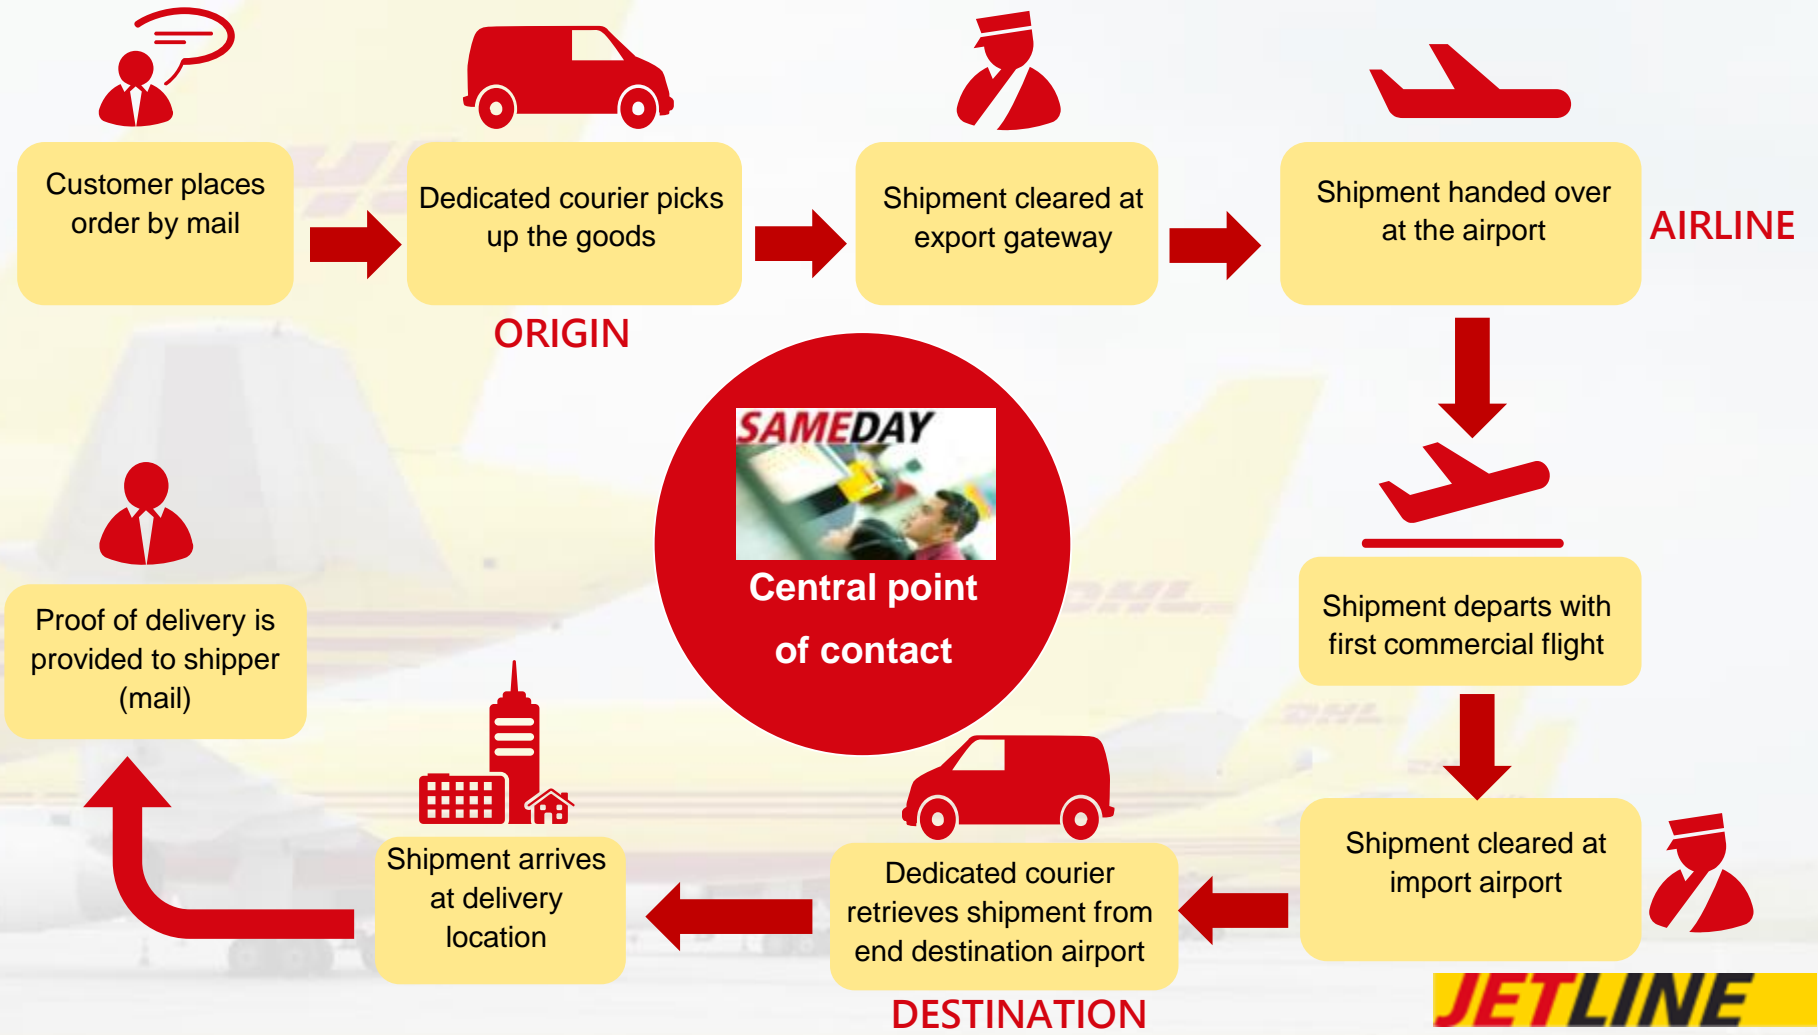 Customer places
order by mail
Dedicated courier picks
up the goods
Shipment cleared at
export gateway
Shipment handed over
at the airport
AIRLINE
ORIGIN
SAMEDAY
Central point
of contact
Shipment departs with
first commercial flight
Shipment cleared at
import airport
Dedicated courier
retrieves shipment from
end destination airport
DESTINATION
Shipment arrives
at delivery
location
Proof of delivery is
provided to shipper
(mail)
DHL
DHL
JETLINE